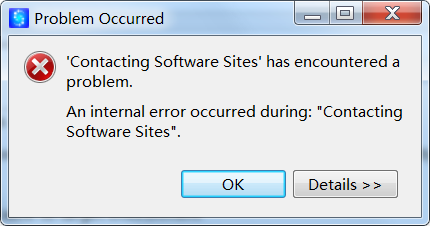 Problem Occurred
'Contacting Software Sites' has encountered a
problem.
An internal error occurred during: "Contacting
Software Sites".
OK
Details >>